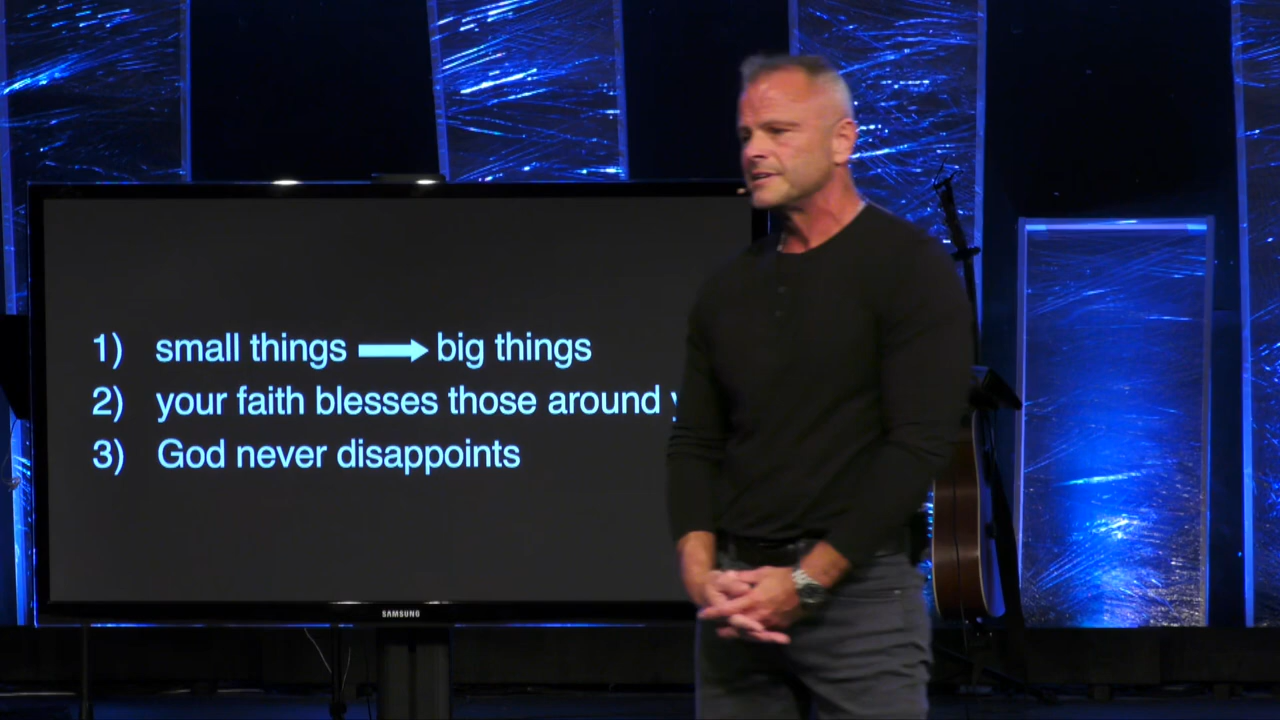 1) small things → big things
2) your faith blesses those around
3) God never disappoints
SAMSUNG